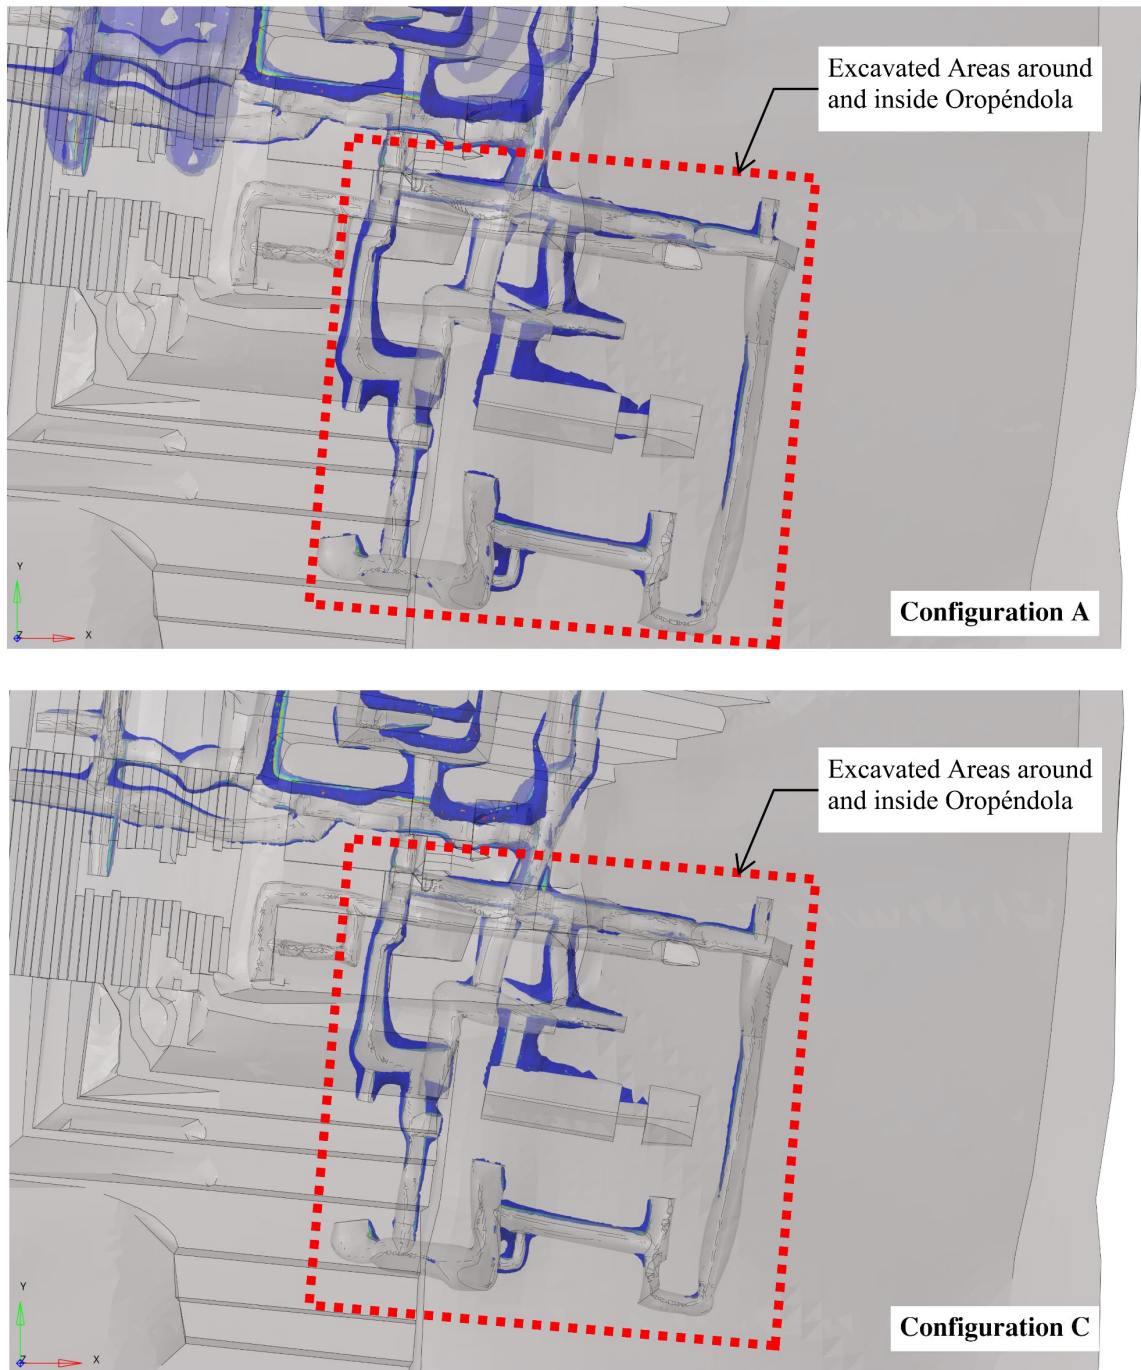 Excavated Areas around
and inside Oropéndola
Y
Z
X
Configuration A
Excavated Areas around
and inside Oropéndola
Y
Z
X
Configuration C